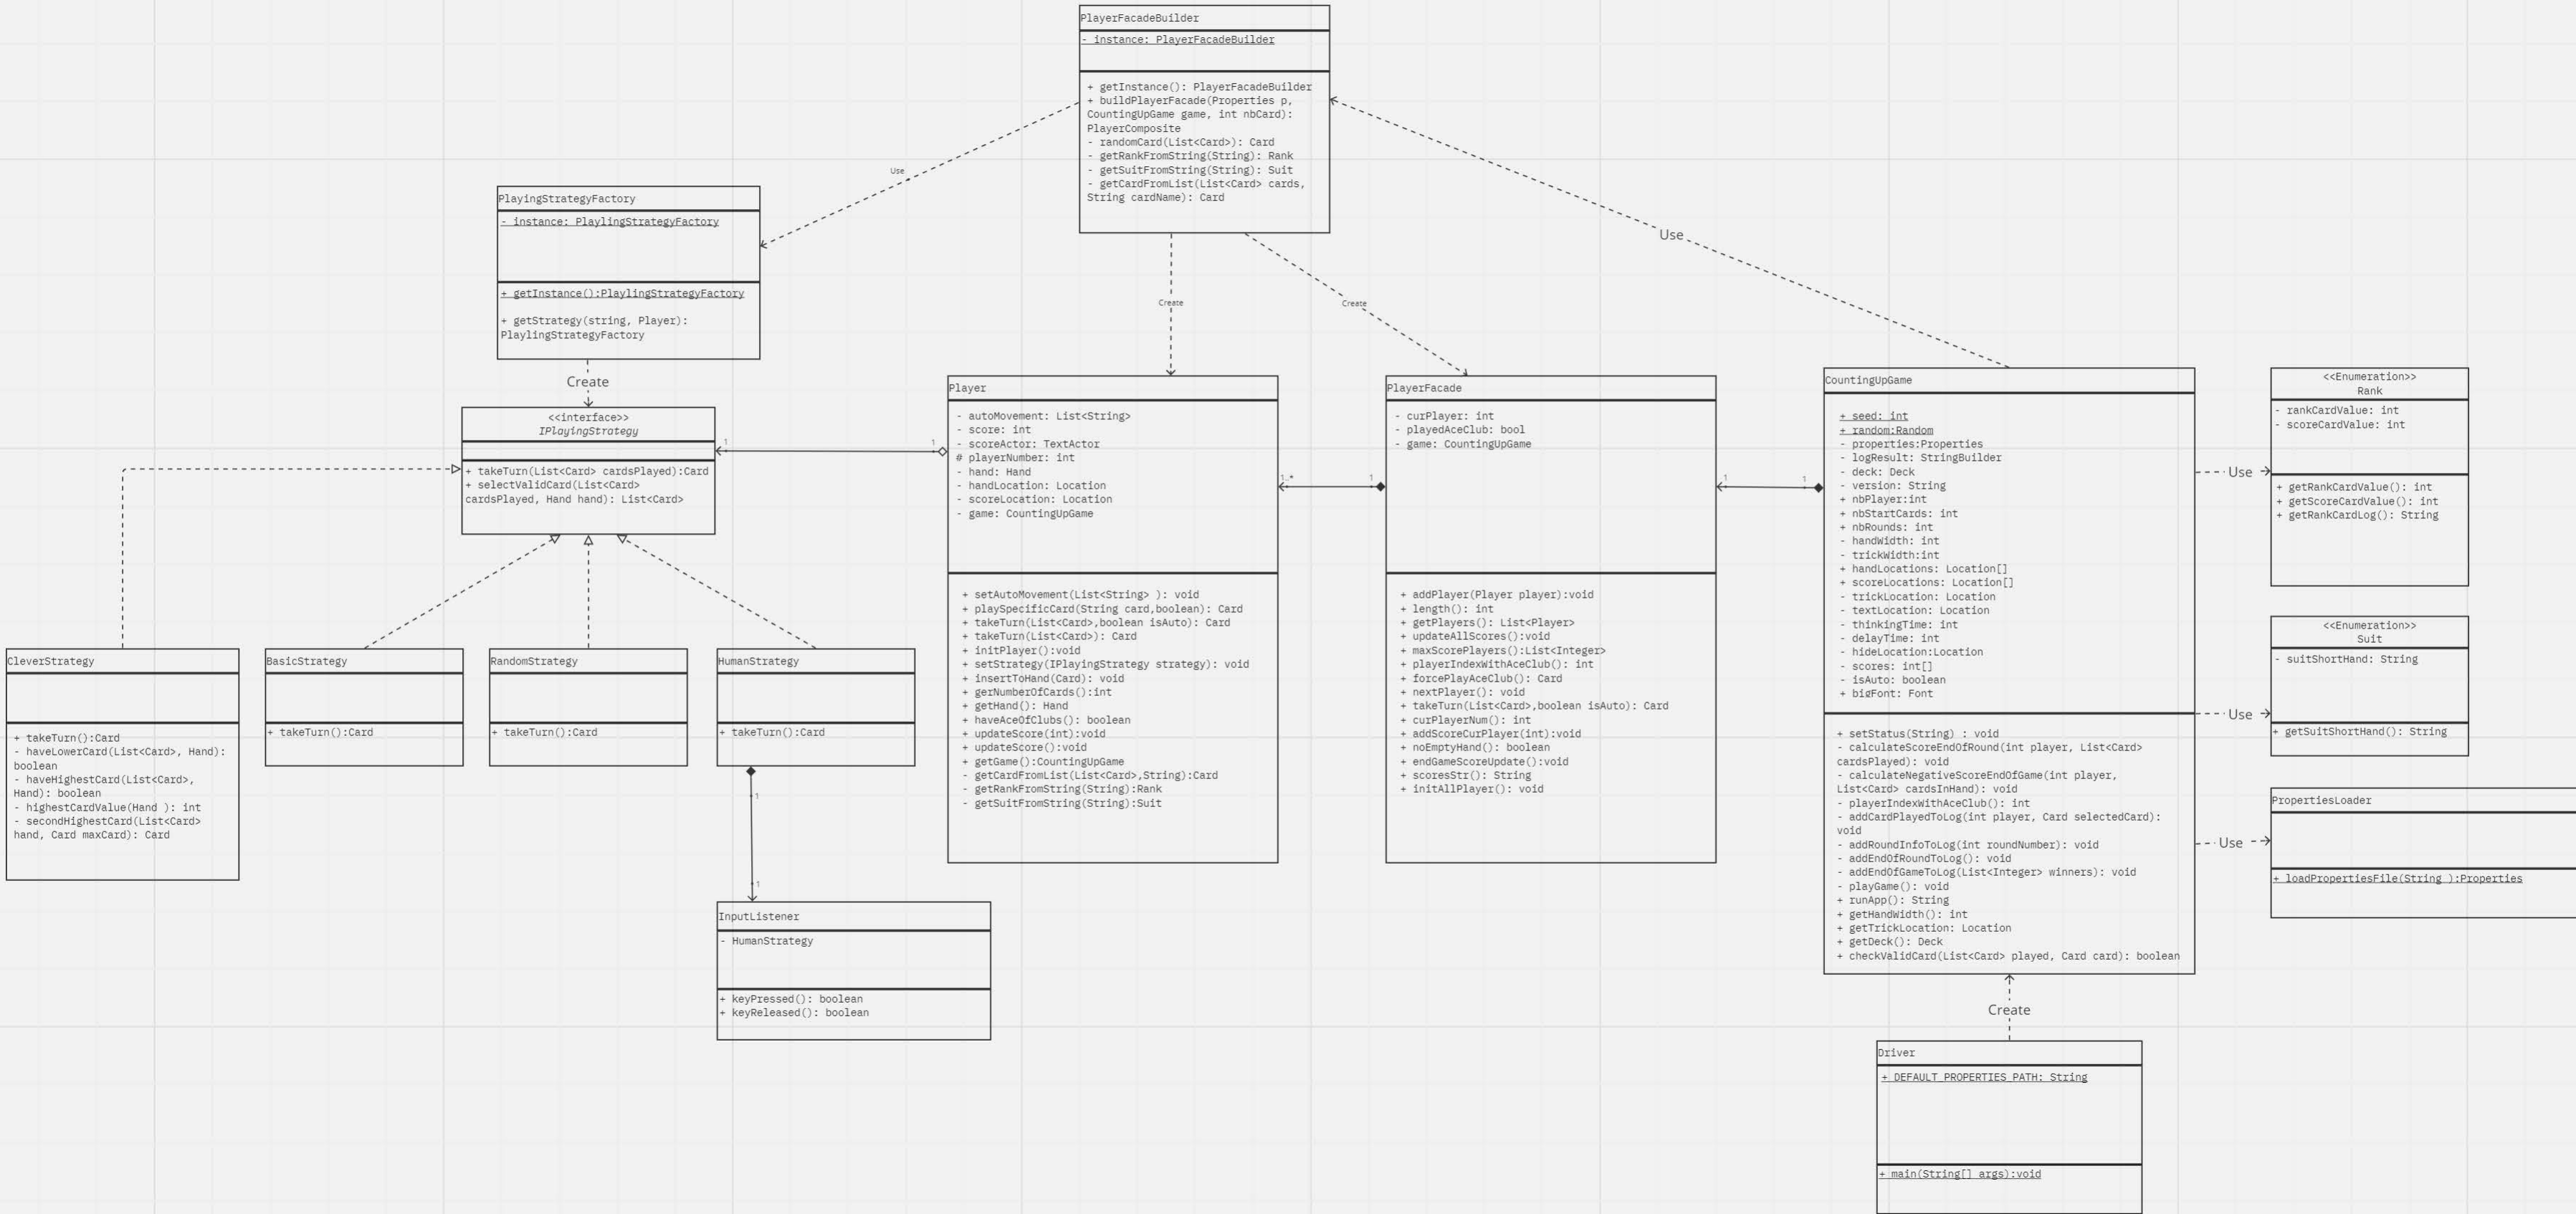 PlayerFacadeBuilder
- instance: PlayerFacadeBuilder
+ getInstance(): PlayerFacadeBuilder
+ buildPlayerFacade(Properties p,
CountingUpGame game, int nbCard):
PlayerComposite
- randomCard(List<Card>): Card
- getRankFromString(String): Rank
- getSuitFromString(String): Suit
- getCardFromList(List<Card> cards,
String cardName): Card
Use
Use
PlayingStrategyFactory
- instance: PlaylingStrategyFactory
+ getInstance():PlaylingStrategyFactory
+ getStrategy(string, Player):
PlaylingStrategyFactory
Create
Create
Create
<<interface>>
IPlayingStrategy
+ takeTurn(List<Card> cardsPlayed):Card
+ selectValidCard(List<Card>
cardsPlayed, Hand hand): List<Card>
1
1
Player
- autoMovement: List<String>
- score: int
- scoreActor: TextActor
# playerNumber: int
- hand: Hand
- handLocation: Location
- scoreLocation: Location
- game: CountingUpGame
+ setAutoMovement(List<String> ): void
+ playSpecificCard(String card,boolean): Card
+ takeTurn(List<Card>,boolean isAuto): Card
+ takeTurn(List<Card>): Card
+ initPlayer():void
+ setStrategy(IPlayingStrategy strategy): void
+ insertToHand(Card): void
+ gerNumberOfCards():int
+ getHand(): Hand
+ haveAceOfClubs(): boolean
+ updateScore(int):void
+ updateScore():void
+ getGame():CountingUpGame
- getCardFromList(List<Card>,String):Card
- getRankFromString(String):Rank
- getSuitFromString(String):Suit
1..*
1
PlayerFacade
- curPlayer: int
- playedAceClub: bool
- game: CountingUpGame
+ addPlayer(Player player):void
+ length(): int
+ getPlayers(): List<Player>
+ updateAllScores():void
+ maxScorePlayers():List<Integer>
+ playerIndexWithAceClub(): int
+ forcePlayAceClub(): Card
+ nextPlayer(): void
+ takeTurn(List<Card>,boolean isAuto): Card
+ curPlayerNum(): int
+ addScoreCurPlayer(int):void
+ noEmptyHand(): boolean
+ endGameScoreUpdate():void
+ scoresStr(): String
+ initAllPlayer(): void
1
1
CountingUpGame
+ seed: int
+ random:Random
- properties:Properties
- logResult: StringBuilder
- deck: Deck
- version: String
+ nbPlayer:int
+ nbStartCards: int
+ nbRounds: int
- handWidth: int
- trickWidth:int
+ handLocations: Location[]
+ scoreLocations: Location[]
- trickLocation: Location
- textLocation: Location
- thinkingTime: int
- delayTime: int
- hideLocation:Location
- scores: int[]
- isAuto: boolean
+ bigFont: Font
+ setStatus(String) : void
- calculateScoreEndOfRound(int player, List<Card>
cardsPlayed): void
- calculateNegativeScoreEndOfGame(int player,
List<Card> cardsInHand): void
- playerIndexWithAceClub(): int
- addCardPlayedToLog(int player, Card selectedCard):
void
- addRoundInfoToLog(int roundNumber): void
- addEndOfRoundToLog(): void
- addEndOfGameToLog(List<Integer> winners): void
- playGame(): void
+ runApp(): String
+ getHandWidth(): int
+ getTrickLocation: Location
+ getDeck(): Deck
+ checkValidCard(List<Card> played, Card card): boolean
Use
<<Enumeration>>
Rank
- rankCardValue: int
- scoreCardValue: int
+ getRankCardValue(): int
+ getScoreCardValue(): int
+ getRankCardLog(): String
Use
<<Enumeration>>
Suit
- suitShortHand: String
+ getSuitShortHand(): String
Use
PropertiesLoader
+ loadPropertiesFile(String ):Properties
CleverStrategy
+ takeTurn():Card
- haveLowerCard(List<Card>, Hand):
boolean
- haveHighestCard(List<Card>,
Hand): boolean
- highestCardValue(Hand ): int
- secondHighestCard(List<Card>
hand, Card maxCard): Card
BasicStrategy
+ takeTurn():Card
RandomStrategy
+ takeTurn():Card
HumanStrategy
+ takeTurn():Card
1
1
InputListener
- HumanStrategy
+ keyPressed(): boolean
+ keyReleased(): boolean
Create
Driver
+ DEFAULT_PROPERTIES_PATH: String
+ main(String[] args):void